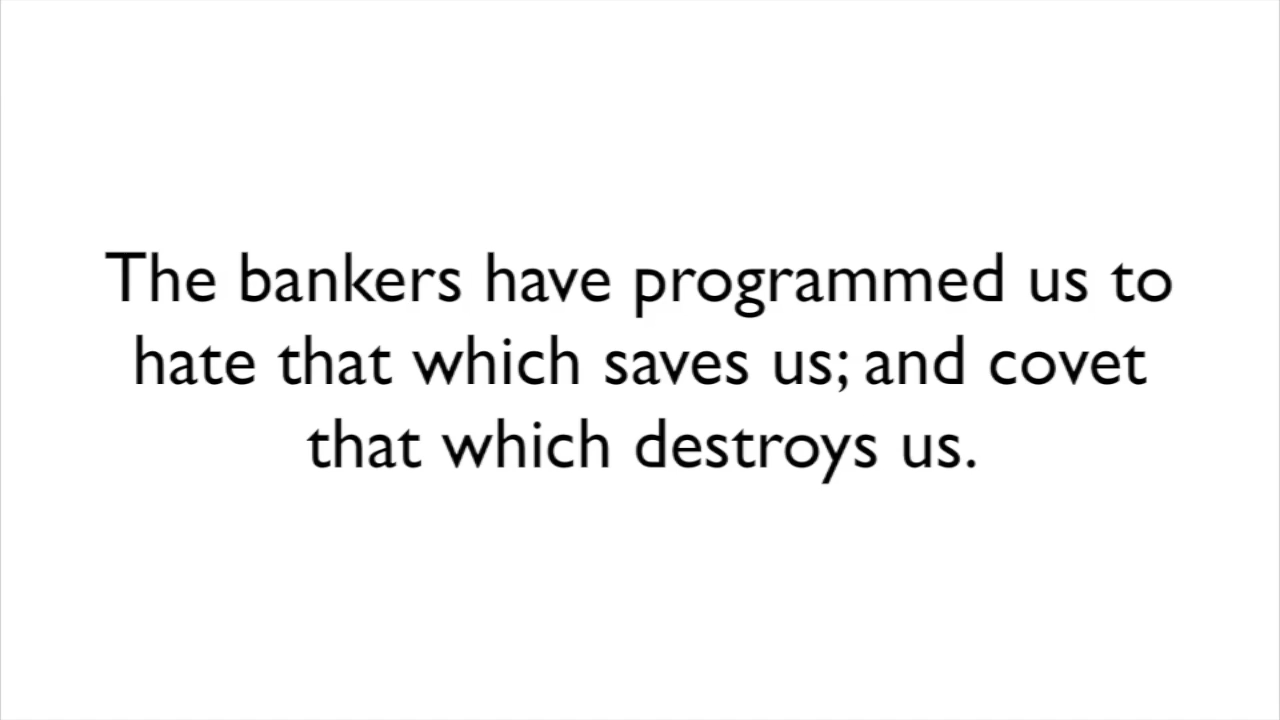 The bankers have programmed us to
hate that which saves us; and covet
that which destroys us.